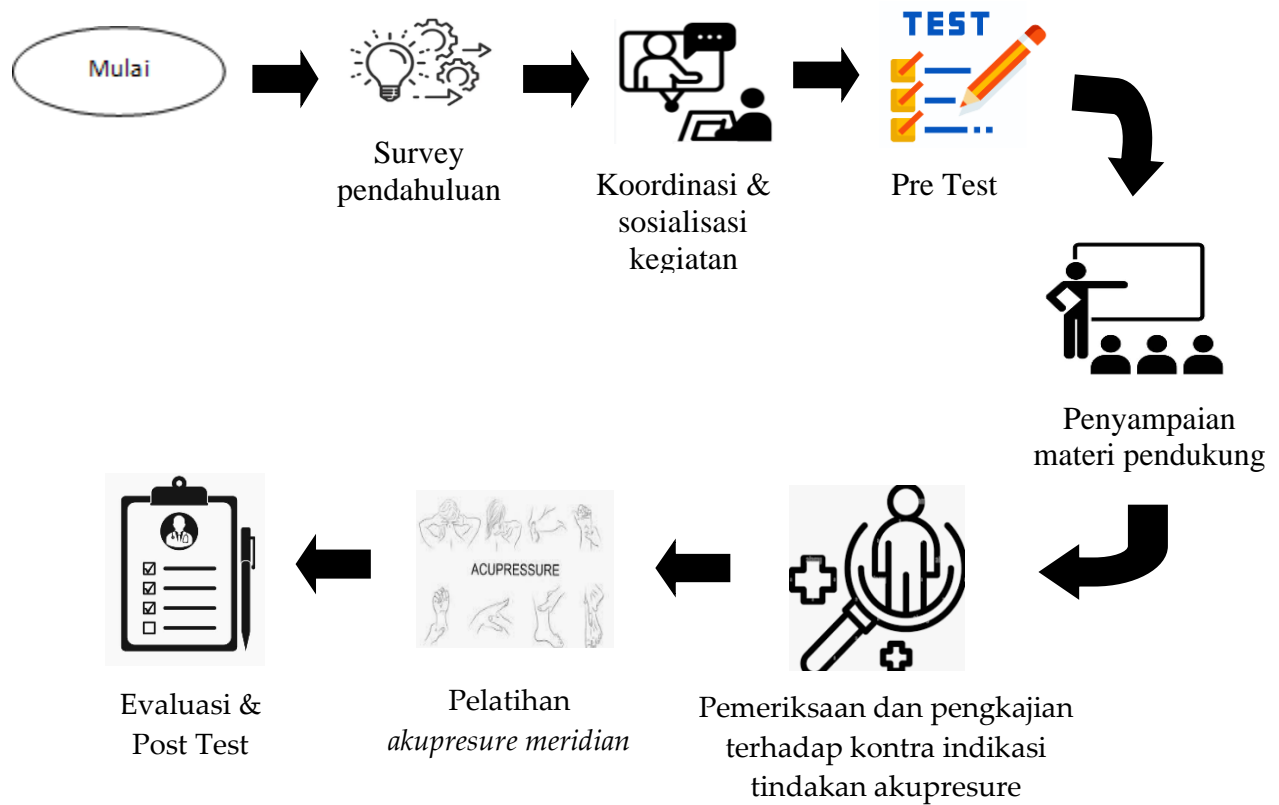 Mulai
Survey
pendahuluan
Koordinasi &
sosialisasi
kegiatan
TEST
Pre Test
Penyampaian
materi pendukung
Pemeriksaan dan pengkajian
terhadap kontra indikasi
tindakan akupresure
ACUPRESSURE
Pelatihan
akupresure meridian
Evaluasi &
Post Test